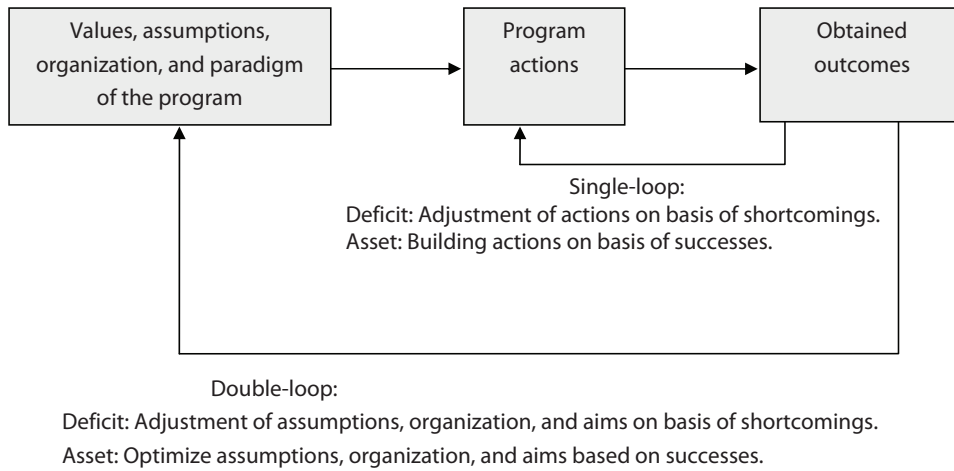 Values, assumptions,
organization, and paradigm
of the program
Program
actions
Obtained
outcomes
Single-loop:
Deficit: Adjustment of actions on basis of shortcomings.
Asset: Building actions on basis of successes.
Double-loop:
Deficit: Adjustment of assumptions, organization, and aims on basis of shortcomings.
Asset: Optimize assumptions, organization, and aims based on successes.